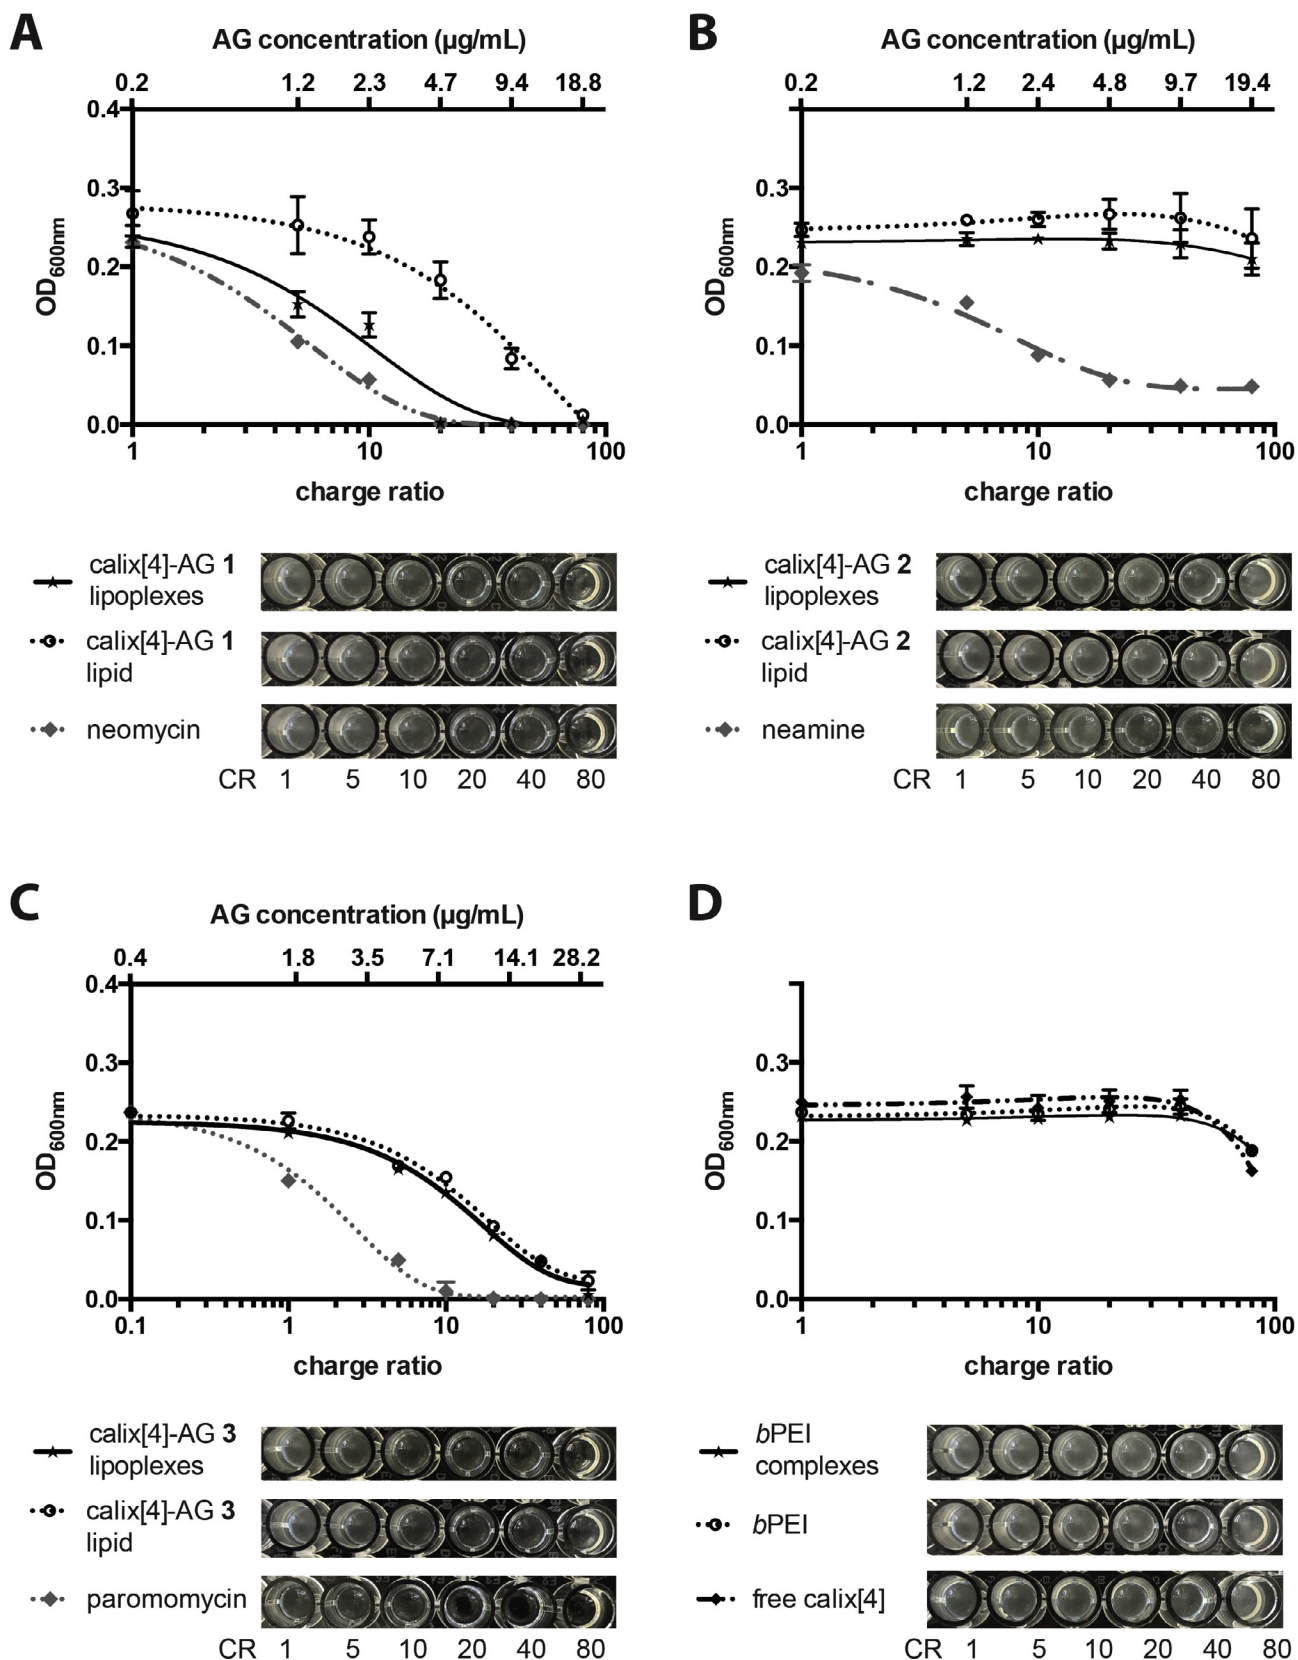 A
AG concentration (µg/mL)
0.2 1.2 2.3 4.7 9.4 18.8
0.4
0.3
0.2
0.1
0.0
OD600nm
1 10 100
charge ratio
calix[4]-AG 1
lipoplexes
calix[4]-AG 1
lipid
neomycin
CR 1 5 10 20 40 80
B
AG concentration (µg/mL)
0.2 1.2 2.4 4.8 9.7 19.4
0.3
0.2
0.1
0.0
OD600nm
1 10 100
charge ratio
calix[4]-AG 2
lipoplexes
calix[4]-AG 2
lipid
neamine
CR 1 5 10 20 40 80
C
AG concentration (µg/mL)
0.4 1.8 3.5 7.1 14.1 28.2
0.4
0.3
0.2
0.1
0.0
OD600nm
0.1 1 10 100
charge ratio
calix[4]-AG 3
lipoplexes
calix[4]-AG 3
lipid
paromomycin
CR 1 5 10 20 40 80
D
0.3
0.2
0.1
0.0
OD600nm
1 10 100
charge ratio
bPEI
complexes
bPEI
free calix[4]
CR 1 5 10 20 40 80